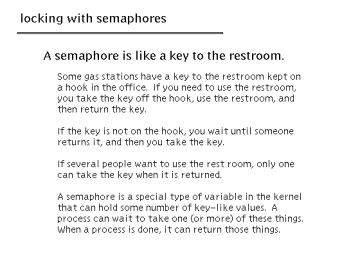 locking with semaphores
A semaphore is like a key to the restroom.
Some gas stations have a key to the restroom kept on
a hook in the office. If you need to use the restroom,
you take the key off the hook, use the restroom, and
then return the key.
If the key is not on the hook, you wait until someone
returns it, and then you take the key.
If several people want to use the rest room, only one
can take the key when it is returned.
A semaphore is a special type of variable in the kernel
that can hold some number of key-like values. A
process can wait to take one (or more) of these things.
When a process is done, it can return those things.